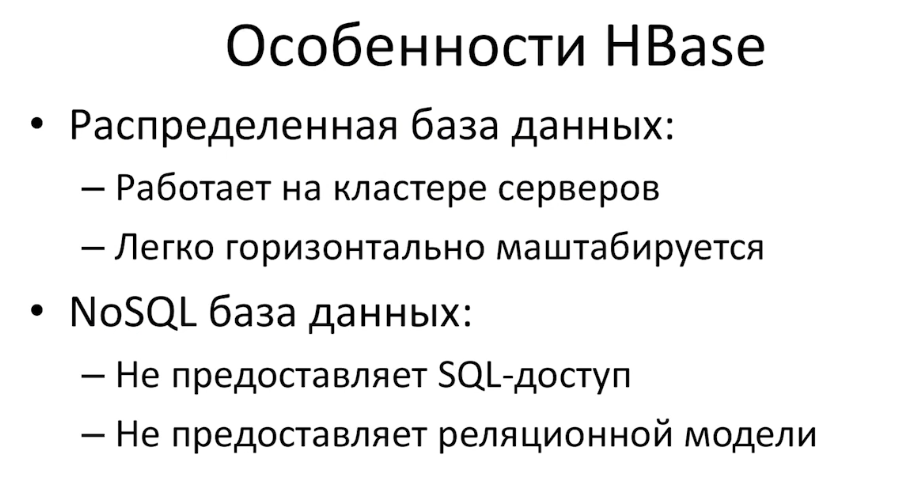 Особенности HBase
• Распределенная база данных:
– Работает на кластере серверов
– Легко горизонтально маштабируется
• NoSQL база данных:
– Не предоставляет SQL-доступ
– Не предоставляет реляционной модели